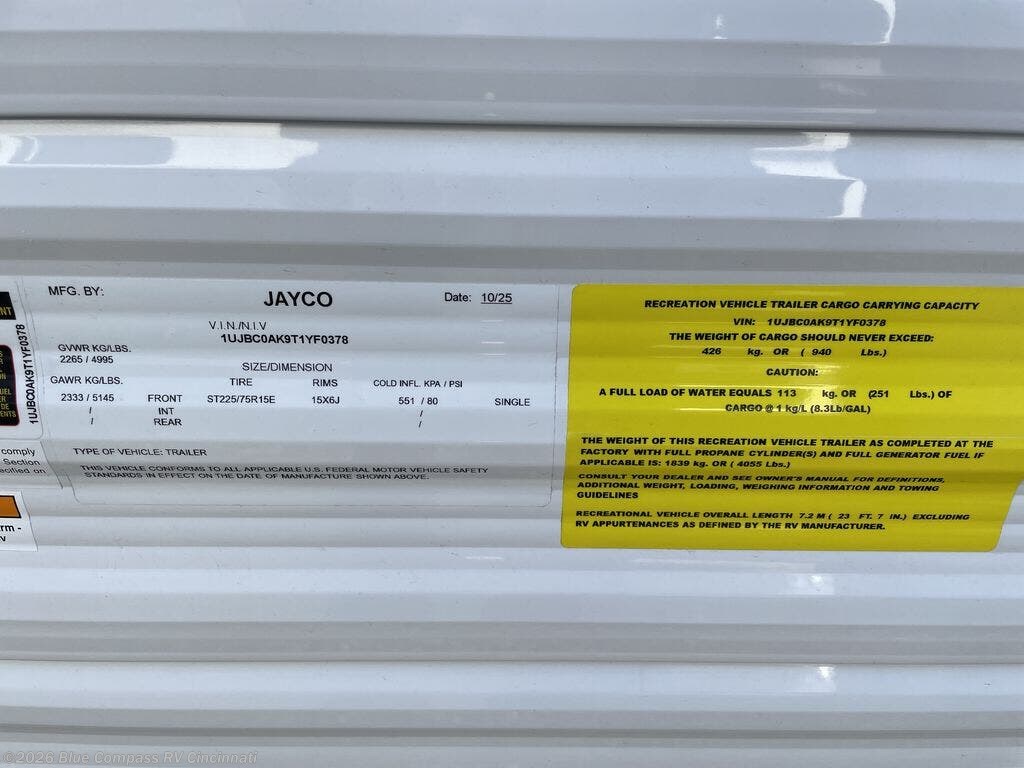 MFG. BY:
JAYCO
Date: 10/25
V.I.N./N.I.V
1UJBC0AK9T1YF0378
GVWR KG/LBS.
2265 / 4995
SIZE/DIMENSION
GAWR KG/LBS. TIRE RIMS COLD INFL. KPA / PSI
2333 / 5145 FRONT ST225/75R15E 15X6J 551 / 80 SINGLE
/ INT /
/ REAR /
TYPE OF VEHICLE: TRAILER
THIS VEHICLE CONFORMS TO ALL APPLICABLE U.S. FEDERAL MOTOR VEHICLE SAFETY
STANDARDS IN EFFECT ON THE DATE OF MANUFACTURE SHOWN ABOVE.
1UJBC0AK9T1YF0378
NT
UEL
DE
ENTS
comply
Section
ecified on
rm -
RECREATION VEHICLE TRAILER CARGO CARRYING CAPACITY
VIN: 1UJBC0AK9T1YF0378
THE WEIGHT OF CARGO SHOULD NEVER EXCEED:
426 kg. OR ( 940 Lbs.)
CAUTION:
A FULL LOAD OF WATER EQUALS 113 kg. OR (251 Lbs.) OF
CARGO @ 1 kg/L (8.3Lb/GAL)
THE WEIGHT OF THIS RECREATION VEHICLE TRAILER AS COMPLETED AT THE
FACTORY WITH FULL PROPANE CYLINDER(S) AND FULL GENERATOR FUEL IF
APPLICABLE IS: 1839 kg. OR ( 4055 Lbs.)
CONSULT YOUR DEALER AND SEE OWNER'S MANUAL FOR DEFINITIONS,
ADDITIONAL WEIGHT, LOADING, WEIGHING INFORMATION AND TOWING
GUIDELINES
RECREATIONAL VEHICLE OVERALL LENGTH 7.2 M ( 23 FT. 7 IN.) EXCLUDING
RV APPURTENANCES AS DEFINED BY THE RV MANUFACTURER.
©2026 Blue Compass RV Cincinnati